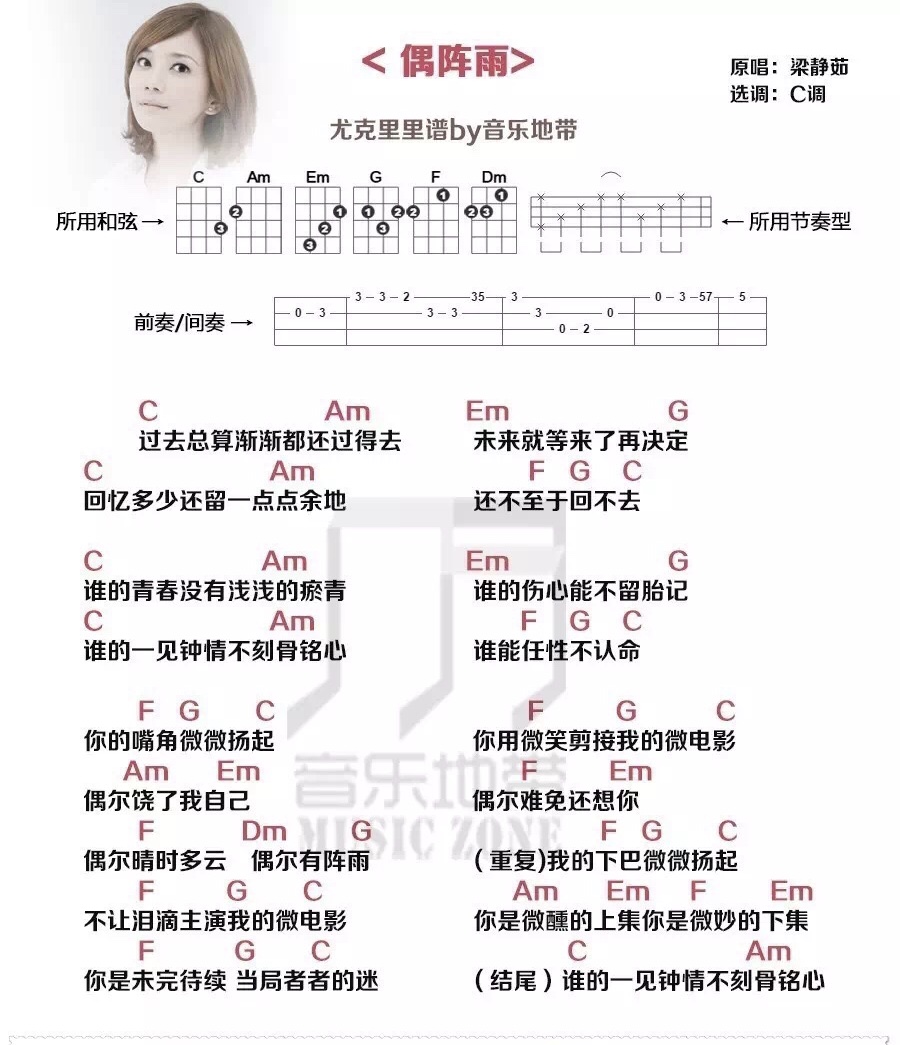 < 偶阵雨>
原唱：梁静茹
选调：C调
尤克里里谱by音乐地带
C Am Em G F Dm
所用和弦→
←所用节奏型
前奏/间奏→
0 – 3 3 – 3 – 2 3 – 3 35 3 3 0 – 2 0 0 – 3 –57 5
C Am Em G
过去总算渐渐都还过得去 未来就等来了再决定
C Am F G C
回忆多少还留一点点余地 还不至于回不去
C Am Em G
谁的青春没有浅浅的瘀青 谁的伤心能不留胎记
C Am F G C
谁的一见钟情不刻骨铭心 谁能任性不认命
F G C F G C
你的嘴角微微扬起 你用微笑剪接我的微电影
Am Em F Em
偶尔饶了我自己 偶尔难免还想你
F Dm G F G C
偶尔晴时多云 偶尔有阵雨 （重复)我的下巴微微扬起
F G C Am Em F Em
不让泪滴主演我的微电影 你是微醺的上集你是微妙的下集
F G C C Am
你是未完待续 当局者者的迷 （结尾）谁的一见钟情不刻骨铭心
音乐地带
MUSIC ZONE